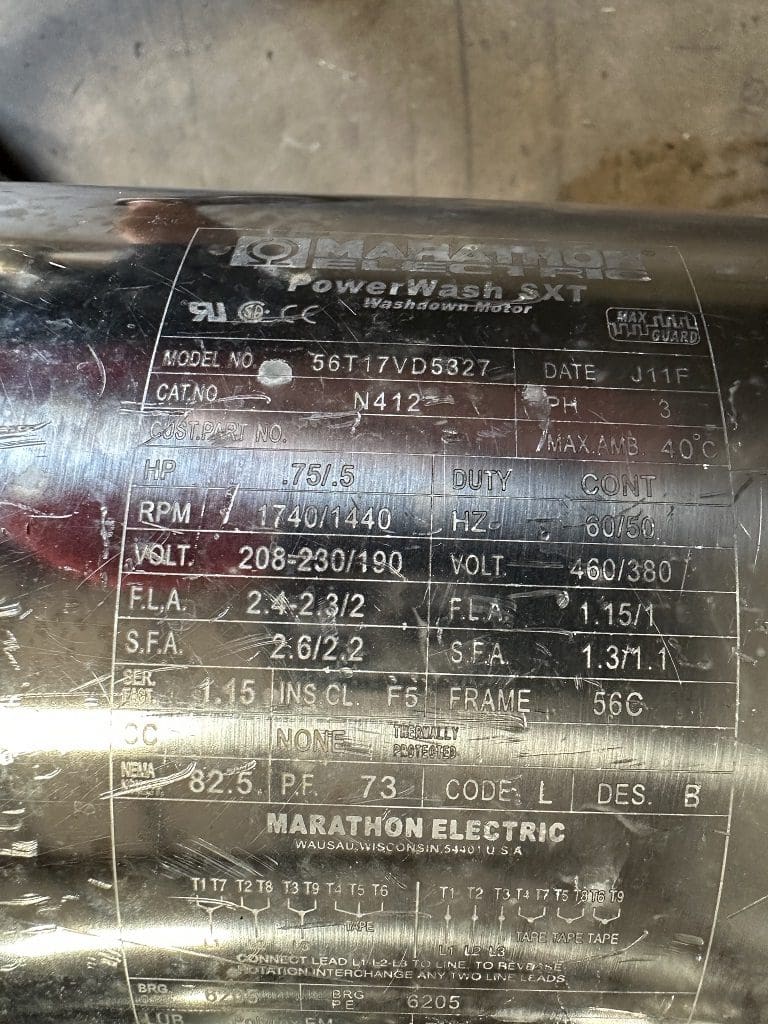 MARATHON
ELECTRIC
PowerWash SXT
Washdown Motor
MAX GUARD
MODEL NO. 56T17VD5327 DATE J11F
CAT.NO N412 PH 3
CUST.PART NO. MAX.AMB. 40°C
HP .75/.5 DUTY CONT
RPM 1740/1440 HZ 60/50
VOLT. 208-230/190 VOLT 460/380
F.L.A. 2.4-2.3/2 F.L.A. 1.15/1
S.F.A. 2.6/2.2 S.F.A. 1.3/1.1
SER. FACT. 1.15 INS CL. F5 FRAME 56C
NONE THERMALLY PROTECTED
NEMA 82.5 P.F. 73 CODE L DES. B
MARATHON ELECTRIC
WAUSAU, WISCONSIN, 54401 U S A
T1 T7 T2 T8 T3 T9 T4 T5 T6 T1 T2 T3 T4 T7 T5 T8 T6 T9
TAPE TAPE TAPE TAPE
L1 L2 L3
CONNECT LEAD L1-L2-L3 TO LINE. TO REVERSE
ROTATION INTERCHANGE ANY TWO LINE LEADS.
BRG. BRG P.E 6205